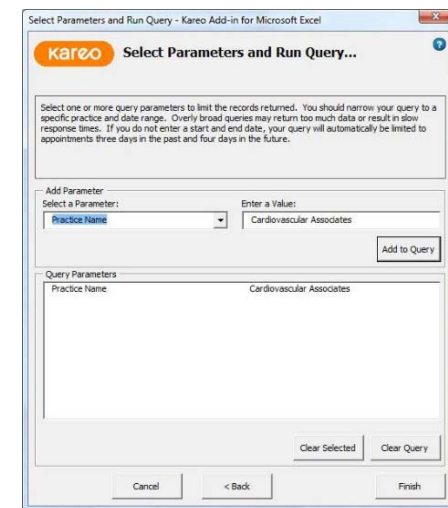 Select Parameters and Run Query - Kareo Add-in for Microsoft Excel
Kareo Select Parameters and Run Query...
Select one or more query parameters to limit the records returned. You should narrow your query to a
specific practice and date range. Overly broad queries may return too much data or result in slow
response times. If you do not enter a start and end date, your query will automatically be limited to
appointments three days in the past and four days in the future.
Add Parameter
Select a Parameter: Enter a Value:
Practice Name Cardiovascular Associates
Add to Query
Query Parameters
Practice Name Cardiovascular Associates
Clear Selected Clear Query
Cancel < Back Finish